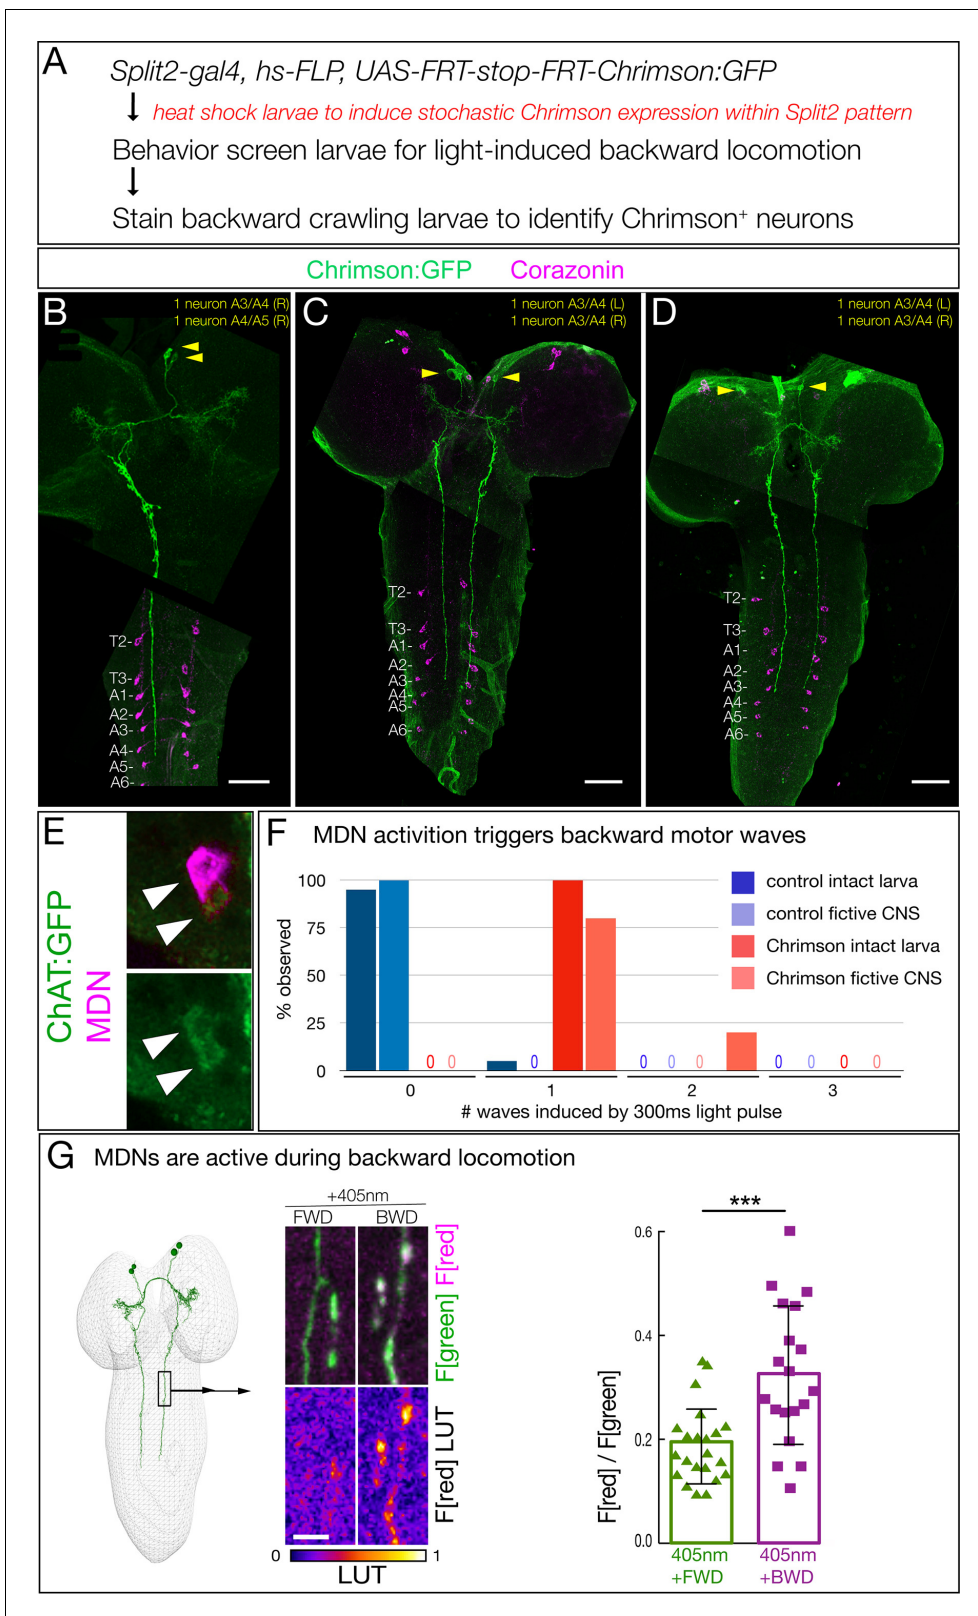 A
Split2-gal4, hs-FLP, UAS-FRT-stop-FRT-Chrimson:GFP
heat shock larvae to induce stochastic Chrimson expression within Split2 pattern
Behavior screen larvae for light-induced backward locomotion
Stain backward crawling larvae to identify Chrimson⁺ neurons
Chrimson:GFP Corazonin
B
1 neuron A3/A4 (R)
1 neuron A4/A5 (R)
T2-
T3-
A1-
A2-
A3-
A4-
A5-
A6-
C
1 neuron A3/A4 (L)
1 neuron A3/A4 (R)
T2-
T3-
A1-
A2-
A3-
A4-
A5-
A6-
D
1 neuron A3/A4 (L)
1 neuron A3/A4 (R)
T2-
T3-
A1-
A2-
A3-
A4-
A5-
A6-
E
ChAT:GFP
MDN
F MDN activition triggers backward motor waves
% observed
100
75
50
25
0
0 0 0 0 0 0 0 0 0 0 0
0 1 2 3
# waves induced by 300ms light pulse
control intact larva
control fictive CNS
Chrimson intact larva
Chrimson fictive CNS
G MDNs are active during backward locomotion
+405nm
FWD BWD
F[green] F[red]
F[red] LUT
0 1
LUT
***
F[red] / F[green]
0.6
0.4
0.2
0.0
405nm 405nm
+FWD +BWD